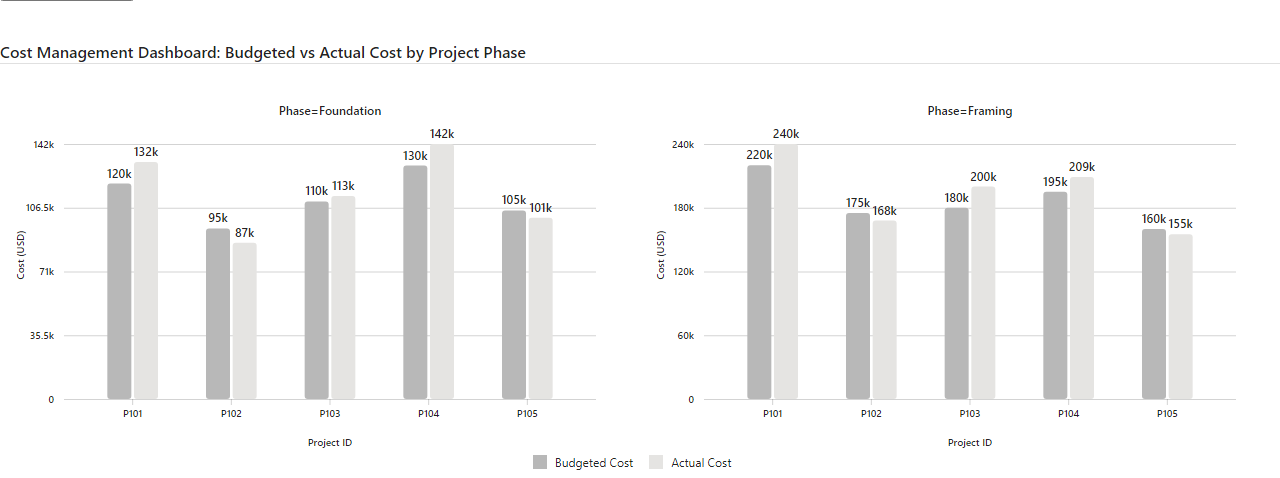 Cost Management Dashboard: Budgeted vs Actual Cost by Project Phase
Phase=Foundation
142k
106.5k
71k
35.5k
0
Cost (USD)
120k
132k
95k
87k
110k
113k
130k
142k
105k
101k
P101
P102
P103
P104
P105
Project ID
Phase=Framing
240k
180k
120k
60k
0
Cost (USD)
220k
240k
175k
168k
180k
200k
195k
209k
160k
155k
P101
P102
P103
P104
P105
Project ID
Budgeted Cost
Actual Cost